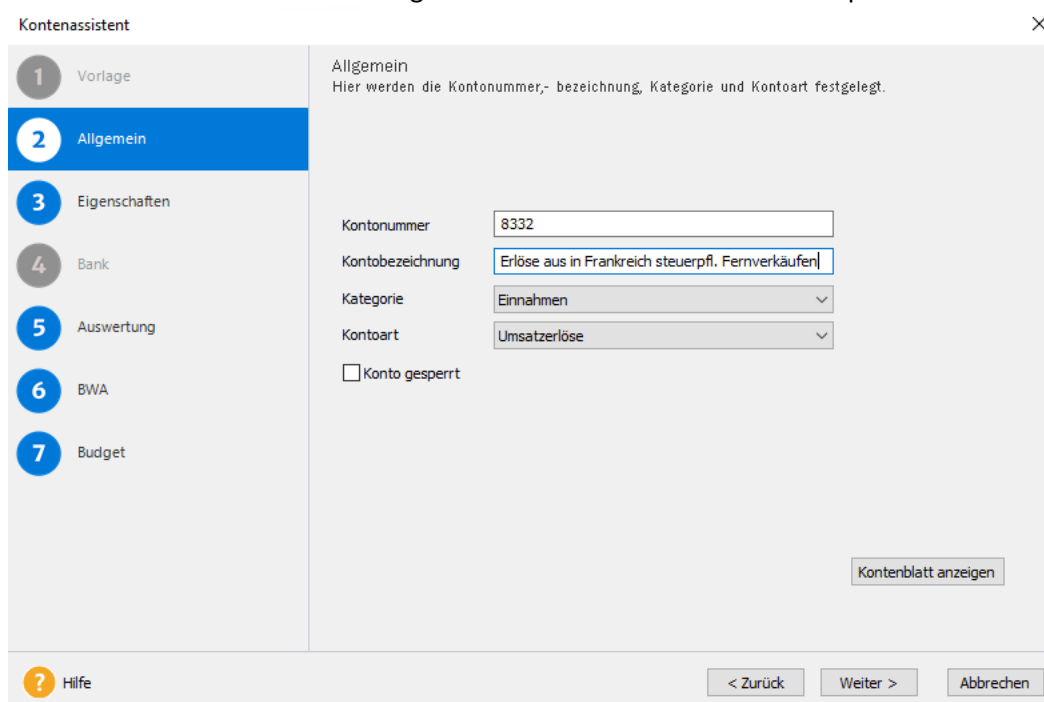 Kontenassistent
1 Vorlage
2 Allgemein
3 Eigenschaften
4 Bank
5 Auswertung
6 BWA
7 Budget
Allgemein
Hier werden die Kontonummer,- bezeichnung, Kategorie und Kontoart festgelegt.
Kontonummer 8332
Kontobezeichnung Erlöse aus in Frankreich steuerpfl. Fernverkäufen
Kategorie Einnahmen
Kontoart Umsatzerlöse
Konto gesperrt
Kontenblatt anzeigen
? Hilfe
< Zurück Weiter > Abbrechen